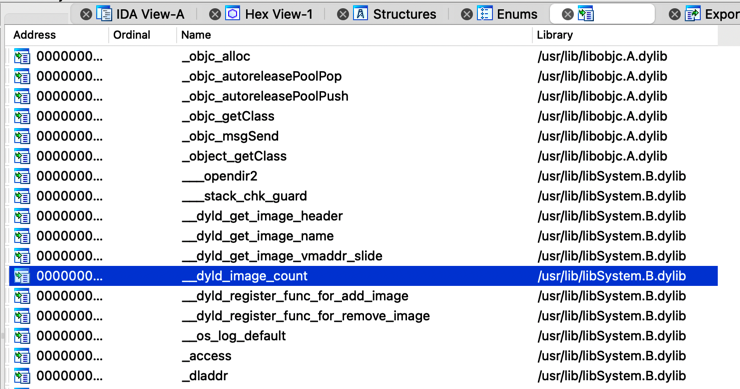 IDA View-A Hex View-1 Structures Enums Expor
Address Ordinal Name Library
0000000... _objc_alloc /usr/lib/libobjc.A.dylib
0000000... _objc_autoreleasePoolPop /usr/lib/libobjc.A.dylib
0000000... _objc_autoreleasePoolPush /usr/lib/libobjc.A.dylib
0000000... _objc_getClass /usr/lib/libobjc.A.dylib
0000000... _objc_msgSend /usr/lib/libobjc.A.dylib
0000000... _object_getClass /usr/lib/libobjc.A.dylib
0000000... ___opendir2 /usr/lib/libSystem.B.dylib
0000000... ____stack_chk_guard /usr/lib/libSystem.B.dylib
0000000... __dyld_get_image_header /usr/lib/libSystem.B.dylib
0000000... __dyld_get_image_name /usr/lib/libSystem.B.dylib
0000000... __dyld_get_image_vmaddr_slide /usr/lib/libSystem.B.dylib
0000000... __dyld_image_count /usr/lib/libSystem.B.dylib
0000000... __dyld_register_func_for_add_image /usr/lib/libSystem.B.dylib
0000000... __dyld_register_func_for_remove_image /usr/lib/libSystem.B.dylib
0000000... __os_log_default /usr/lib/libSystem.B.dylib
0000000... _access /usr/lib/libSystem.B.dylib
0000000... _dladdr /usr/lib/libSystem.B.dylib